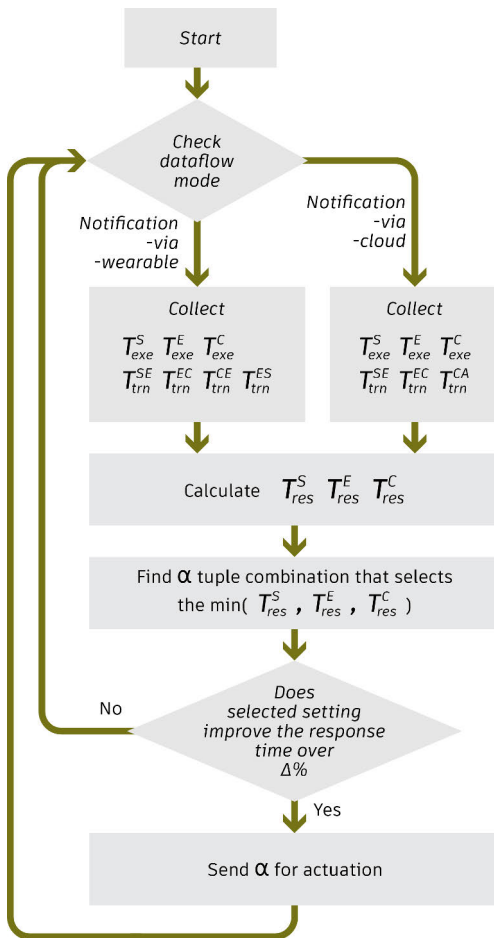 Start
Check
dataflow
mode
Notification
-via
-wearable
Notification
-via
-cloud
Collect
T^S_exe T^E_exe T^C_exe
T^SE_trn T^EC_trn T^CE_trn T^ES_trn
Collect
T^S_exe T^E_exe T^C_exe
T^SE_trn T^EC_trn T^CA_trn
Calculate T^S_res T^E_res T^C_res
Find α tuple combination that selects
the min( T^S_res , T^E_res , T^C_res )
Does
selected setting
improve the response
time over
Δ%
No
Yes
Send α for actuation